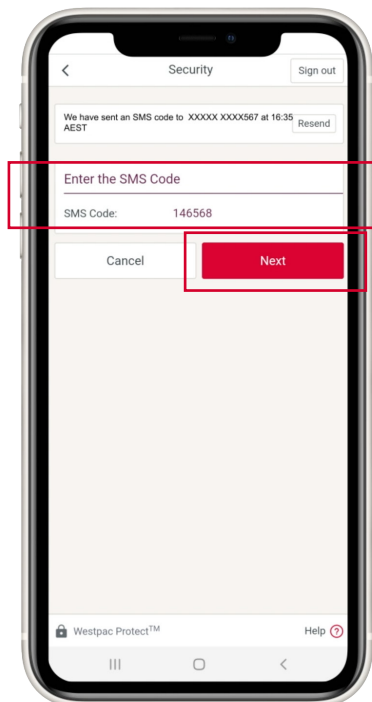 Security
Sign out
We have sent an SMS code to XXXXX XXXX567 at 16:35
AEST
Resend
Enter the SMS Code
SMS Code: 146568
Cancel
Next
Westpac Protect™
Help ?